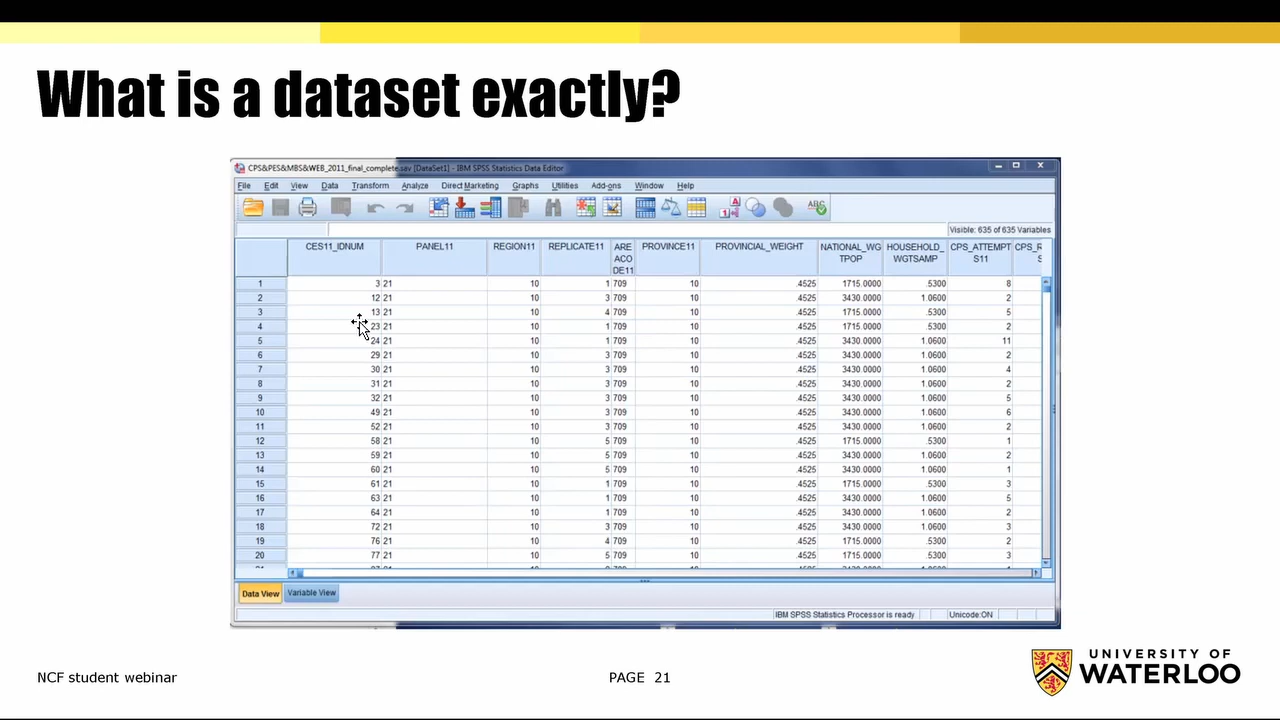 What is a dataset exactly?
CPS&PES&MBS&WEB_2011_final_complete.sav [DataSet1] - IBM SPSS Statistics Data Editor
File Edit View Data Transform Analyze Direct Marketing Graphs Utilities Add-ons Window Help
Visible: 635 of 635 Variables
CES11_IDNUM PANEL11 REGION11 REPLICATE11 AREACODE11 PROVINCE11 PROVINCIAL_WEIGHT NATIONAL_WGTPOP HOUSEHOLD_WGTSAMP CPS_ATTEMPTS11
1 3 21 10 1 709 10 .4525 1715.0000 .5300 8
2 12 21 10 3 709 10 .4525 3430.0000 1.0600 2
3 13 21 10 4 709 10 .4525 1715.0000 .5300 5
4 23 21 10 1 709 10 .4525 1715.0000 .5300 2
5 24 21 10 1 709 10 .4525 3430.0000 1.0600 11
6 29 21 10 3 709 10 .4525 3430.0000 1.0600 2
7 30 21 10 3 709 10 .4525 3430.0000 1.0600 4
8 31 21 10 3 709 10 .4525 3430.0000 1.0600 2
9 32 21 10 3 709 10 .4525 3430.0000 1.0600 5
10 49 21 10 3 709 10 .4525 3430.0000 1.0600 6
11 52 21 10 3 709 10 .4525 3430.0000 1.0600 2
12 58 21 10 5 709 10 .4525 1715.0000 .5300 1
13 59 21 10 5 709 10 .4525 3430.0000 1.0600 2
14 60 21 10 5 709 10 .4525 3430.0000 1.0600 1
15 61 21 10 1 709 10 .4525 1715.0000 .5300 3
16 63 21 10 1 709 10 .4525 3430.0000 1.0600 5
17 64 21 10 1 709 10 .4525 3430.0000 1.0600 2
18 72 21 10 3 709 10 .4525 3430.0000 1.0600 3
19 76 21 10 4 709 10 .4525 1715.0000 .5300 2
20 77 21 10 5 709 10 .4525 1715.0000 .5300 3
Data View Variable View
IBM SPSS Statistics Processor is ready Unicode:ON
NCF student webinar
PAGE 21
UNIVERSITY OF
WATERLOO